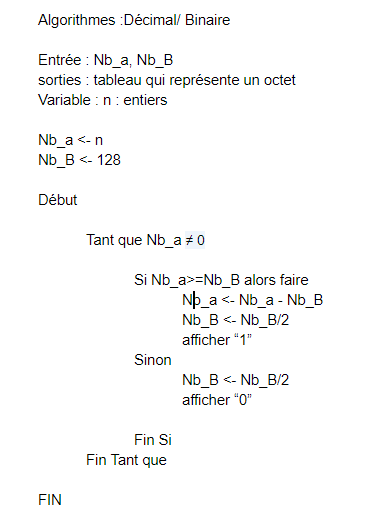 Algorithmes :Décimal/ Binaire
Entrée : Nb_a, Nb_B
sorties : tableau qui représente un octet
Variable : n : entiers
Nb_a <- n
Nb_B <- 128
Début
Tant que Nb_a ≠ 0
Si Nb_a>=Nb_B alors faire
Nb_a <- Nb_a - Nb_B
Nb_B <- Nb_B/2
afficher “1”
Sinon
Nb_B <- Nb_B/2
afficher “0”
Fin Si
Fin Tant que
FIN